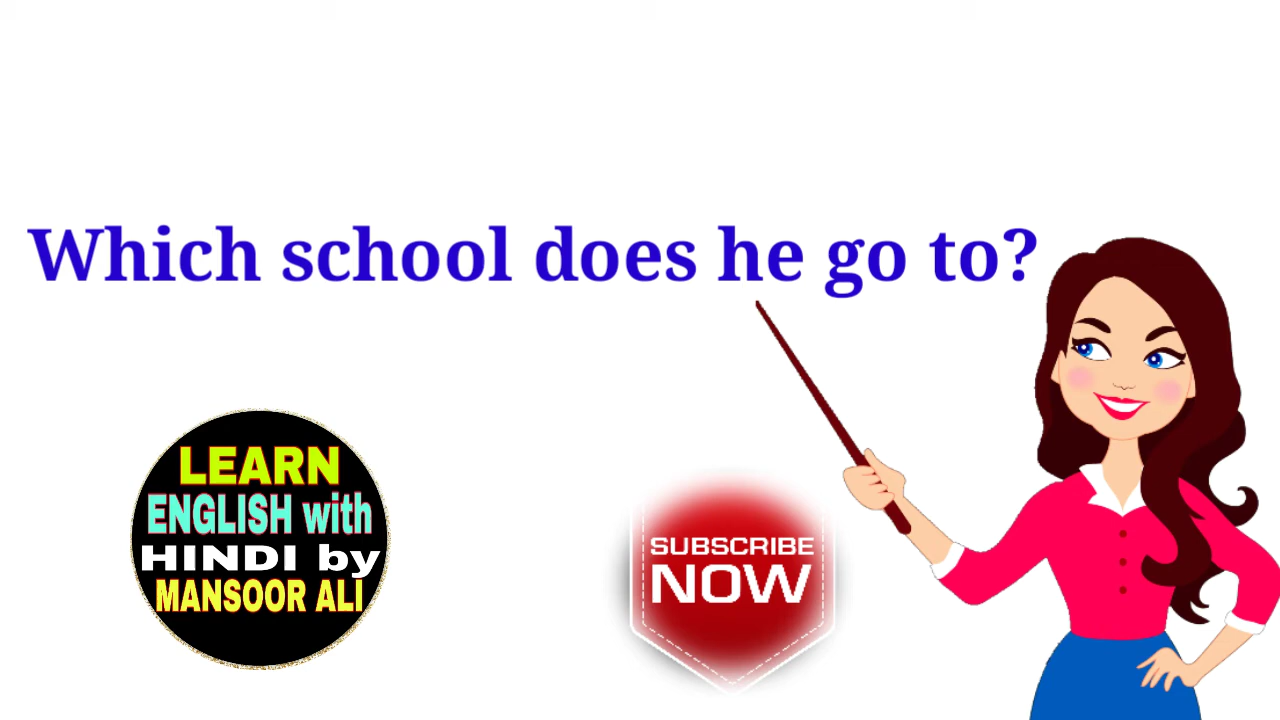 Which school does he go to?
LEARN
ENGLISH with
HINDI by
MANSOOR ALI
SUBSCRIBE
NOW